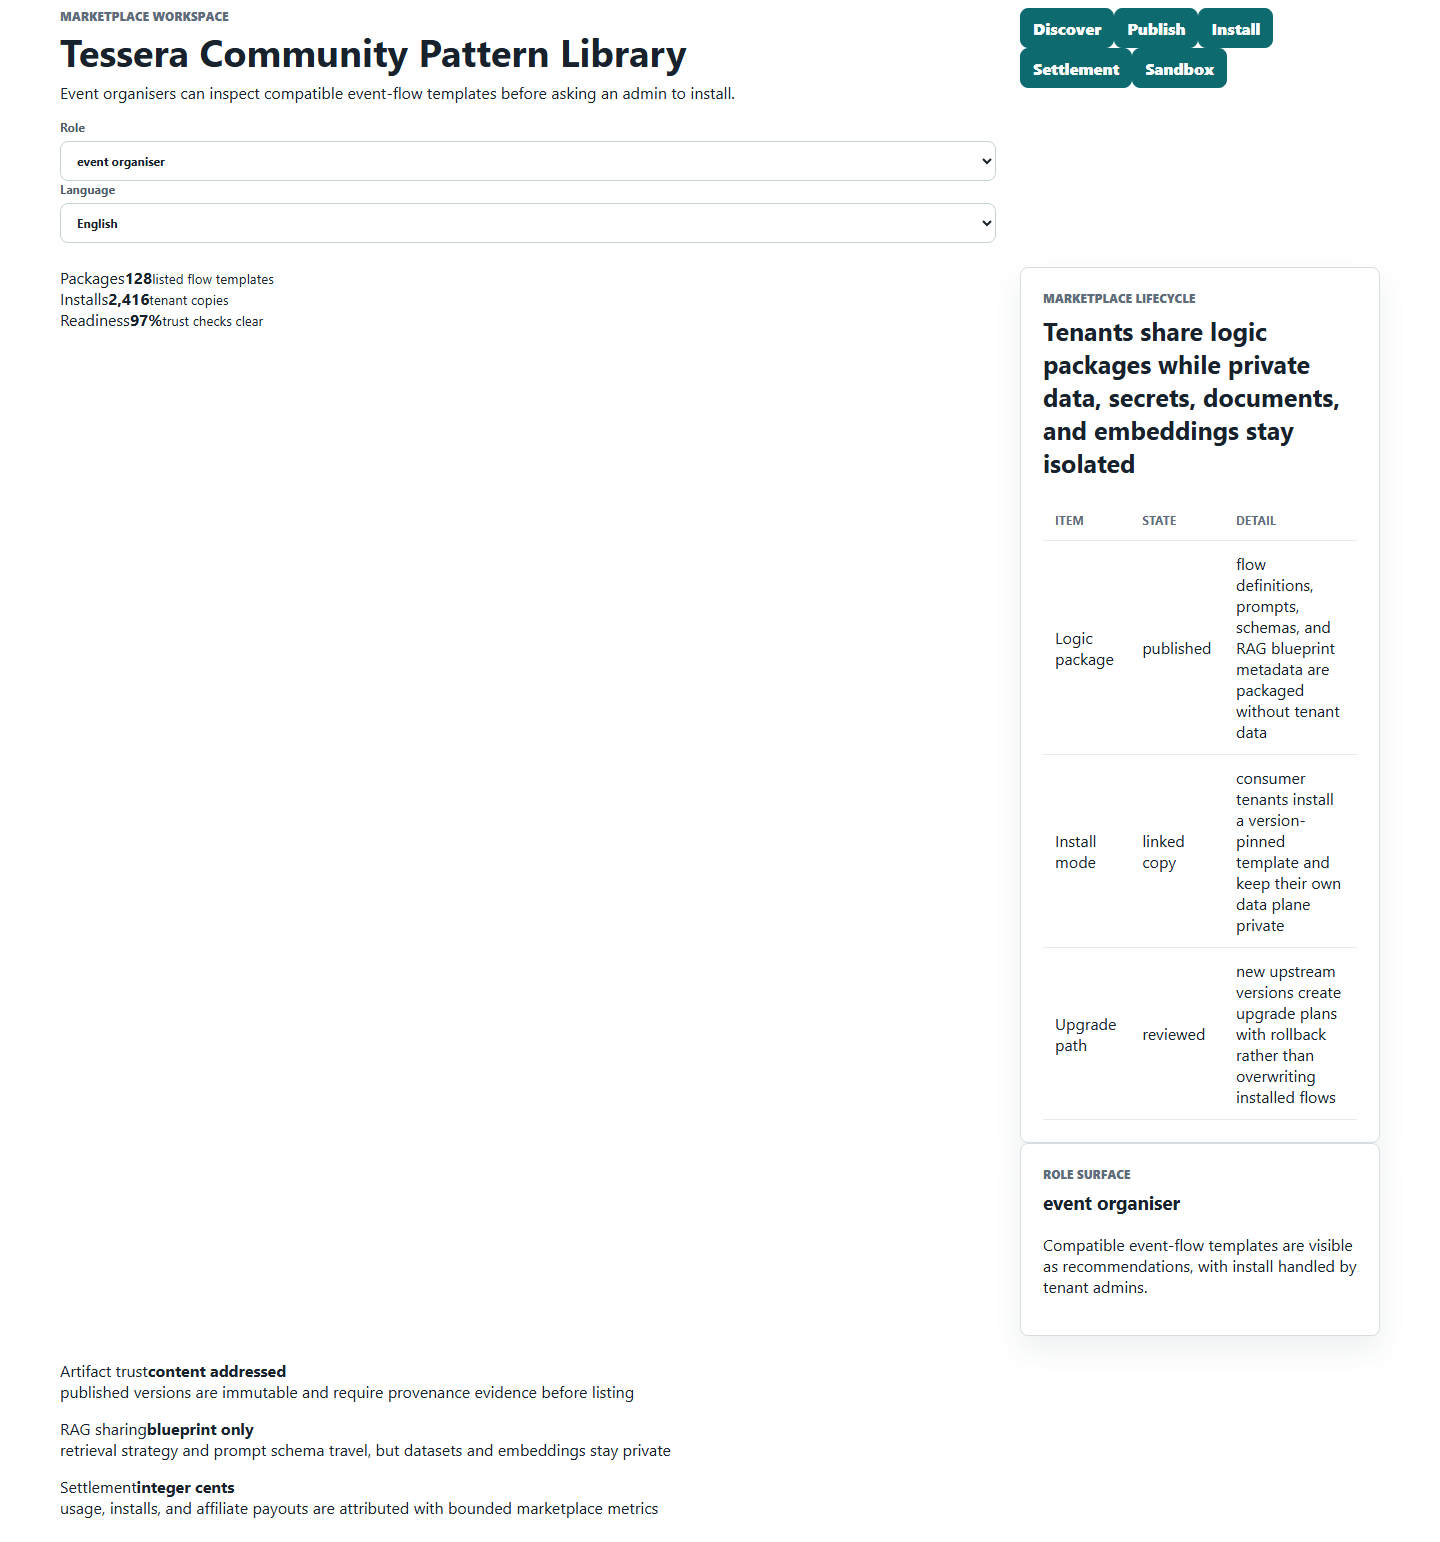 MARKETPLACE WORKSPACE
Tessera Community Pattern Library
Event organisers can inspect compatible event-flow templates before asking an admin to install.
Role
event organiser
Language
English
Discover Publish Install
Settlement Sandbox
Packages128listed flow templates
Installs2,416tenant copies
Readiness97%trust checks clear
MARKETPLACE LIFECYCLE
Tenants share logic
packages while private
data, secrets, documents,
and embeddings stay
isolated
ITEM STATE DETAIL
Logic
package
published
flow
definitions,
prompts,
schemas, and
RAG blueprint
metadata are
packaged
without tenant
data
Install
mode
linked
copy
consumer
tenants install
a version-
pinned
template and
keep their own
data plane
private
Upgrade
path
reviewed
new upstream
versions create
upgrade plans
with rollback
rather than
overwriting
installed flows
ROLE SURFACE
event organiser
Compatible event-flow templates are visible
as recommendations, with install handled by
tenant admins.
Artifact trustcontent addressed
published versions are immutable and require provenance evidence before listing
RAG sharingblueprint only
retrieval strategy and prompt schema travel, but datasets and embeddings stay private
Settlementinteger cents
usage, installs, and affiliate payouts are attributed with bounded marketplace metrics